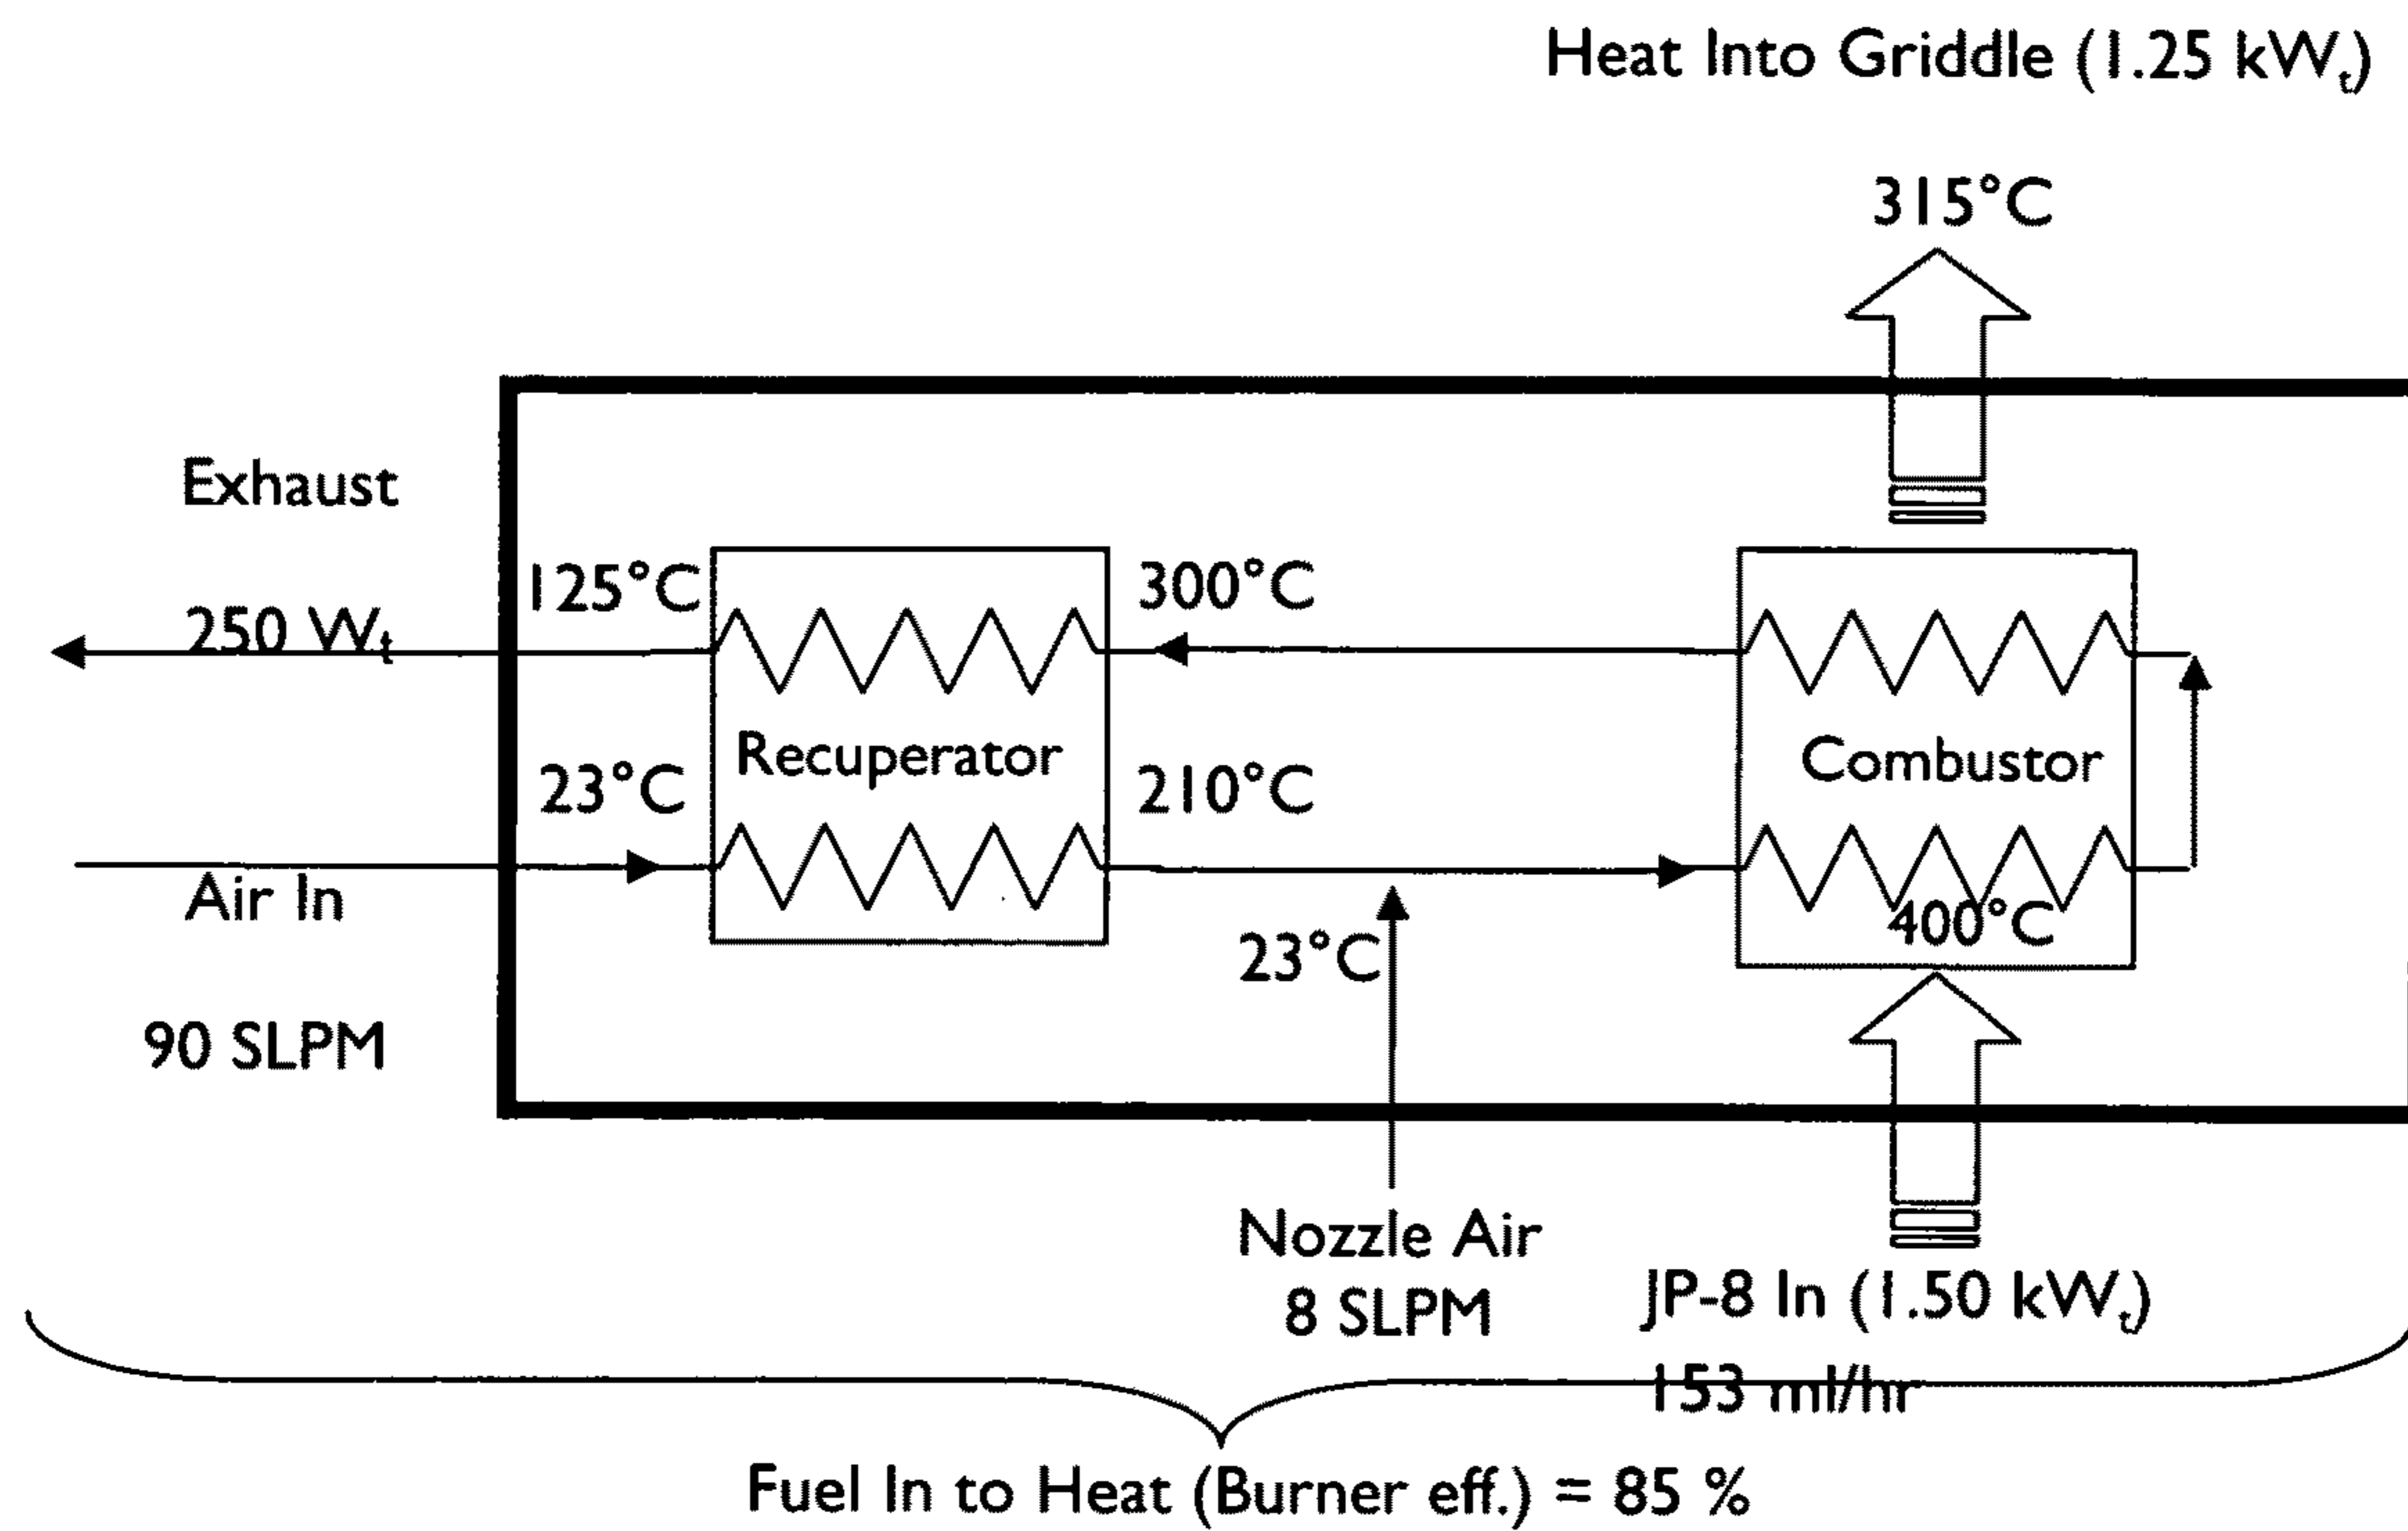 Heat Into Griddle (1.25 kWt)
315°C
Exhaust
125°C
300°C
250 Wt
Recuperator
Combustor
23°C
210°C
Air In
400°C
23°C
90 SLPM
Nozzle Air
8 SLPM
JP-8 In (1.50 kWt)
153 ml/hr
Fuel In to Heat (Burner eff.) = 85 %